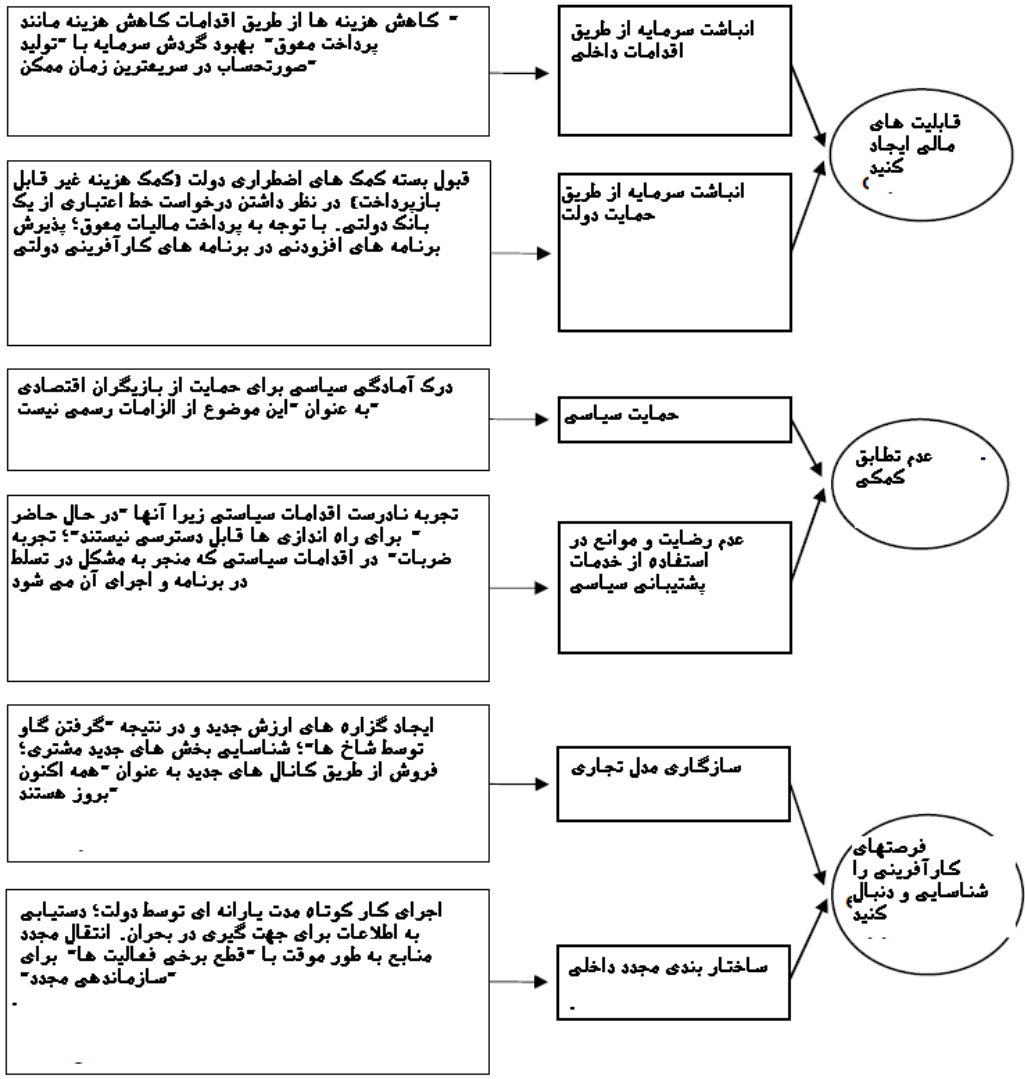 کاهش هزینه ها از طریق اقدامات کاهش هزینه مانند -
پرداخت معوق- بهبود گردش سرمایه با -تولید
-صورتحساب در سریعترین زمان ممکن
انباشت سرمایه از طریق
اقدامات داخلی
قابلیت های
مالی ایجاد
کنید
قبول بسته کمک های اضطراری دولت (کمک هزینه غیر قابل
بازپرداخت) در نظر داشتن درخواست خط اعتباری از یک
بانک دولتی. با توجه به پرداخت مالیات معوق؛ پذیرش
برنامه های افزودنی در برنامه های کارآفرینی دولتی
انباشت سرمایه از طریق
حمایت دولت
درک آمادگی سیاسی برای حمایت از بازیگران اقتصادی
-به عنوان -این موضوع از الزامات رسمی نیست
حمایت سیاسی
عدم تطابق -
کمکی
تجربه نادرست اقدامات سیاستی زیرا آنها -در حال حاضر
- برای راه اندازی ها قابل دسترسی نیستند-؛ تجربه
ضربات- در اقدامات سیاستی که منجر به مشکل در تسلط
در برنامه و اجرای آن می شود
عدم رضایت و موانع در
استفاده از خدمات
پشتیبانی سیاسی
ایجاد گزاره های ارزش جدید و در نتیجه -گرفتن گاو
توسط شاخ ها-؛ شناسایی بخش های جدید مشتری؛
فروش از طریق کانال های جدید به عنوان -همه اکنون
-بروز هستند
سازگاری مدل تجاری
فرصتهای
کارآفرینی را
شناسایی و دنبال
کنید
اجرای کار کوتاه مدت یارانه ای توسط دولت؛ دستیابی
به اطلاعات برای جهت گیری در بحران. انتقال مجدد
منابع به طور موقت با -قطع برخی فعالیت ها- برای
-سازماندهی مجدد-
ساختار بندی مجدد داخلی